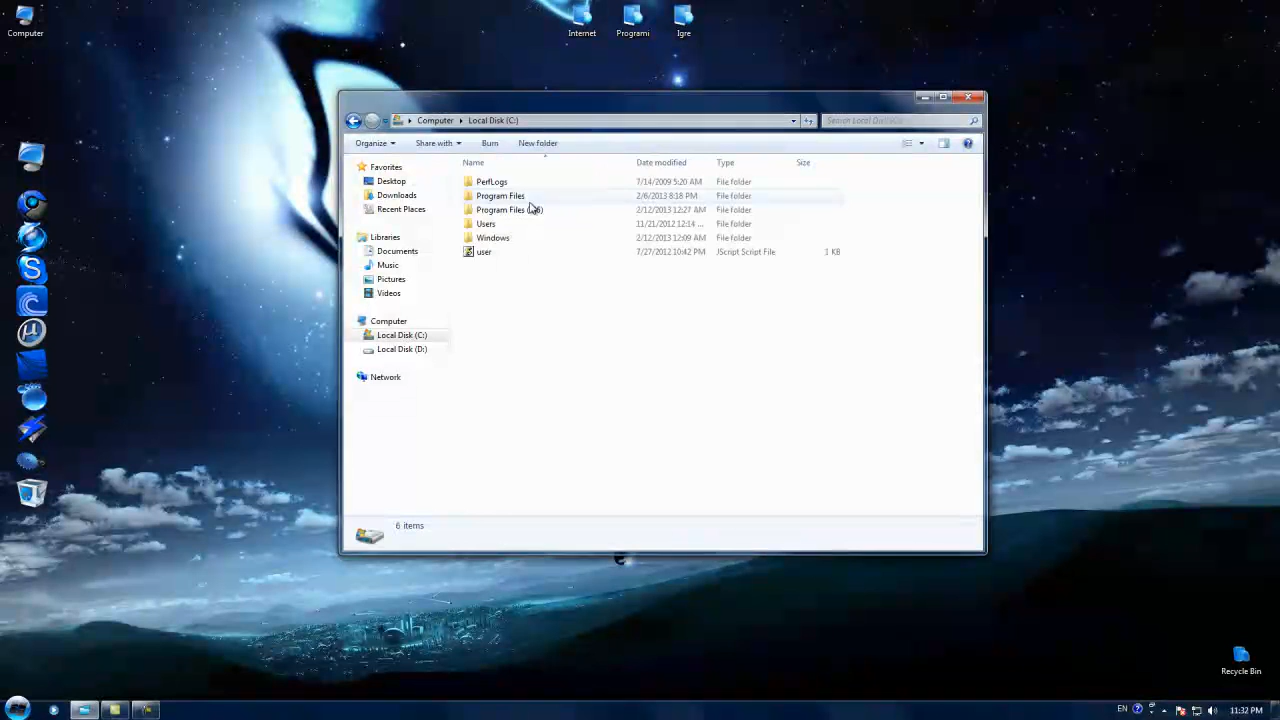 Computer
Internet
Programi
Igre
Computer
Local Disk (C:)
Organize
Share with
Burn
New folder
Favorites
Desktop
Downloads
Recent Places
Libraries
Documents
Music
Pictures
Videos
Computer
Local Disk (C:)
Local Disk (D:)
Network
Name Date modified Type Size
PerfLogs 7/14/2009 5:20 AM File folder
Program Files 2/6/2013 8:18 PM File folder
Program Files 2/12/2013 12:27 AM File folder
Users 11/21/2012 12:14 ... File folder
Windows 2/12/2013 12:09 AM File folder
user 7/27/2012 10:42 PM JScript Script File 1 KB
6 items
Recycle Bin
EN
11:32 PM